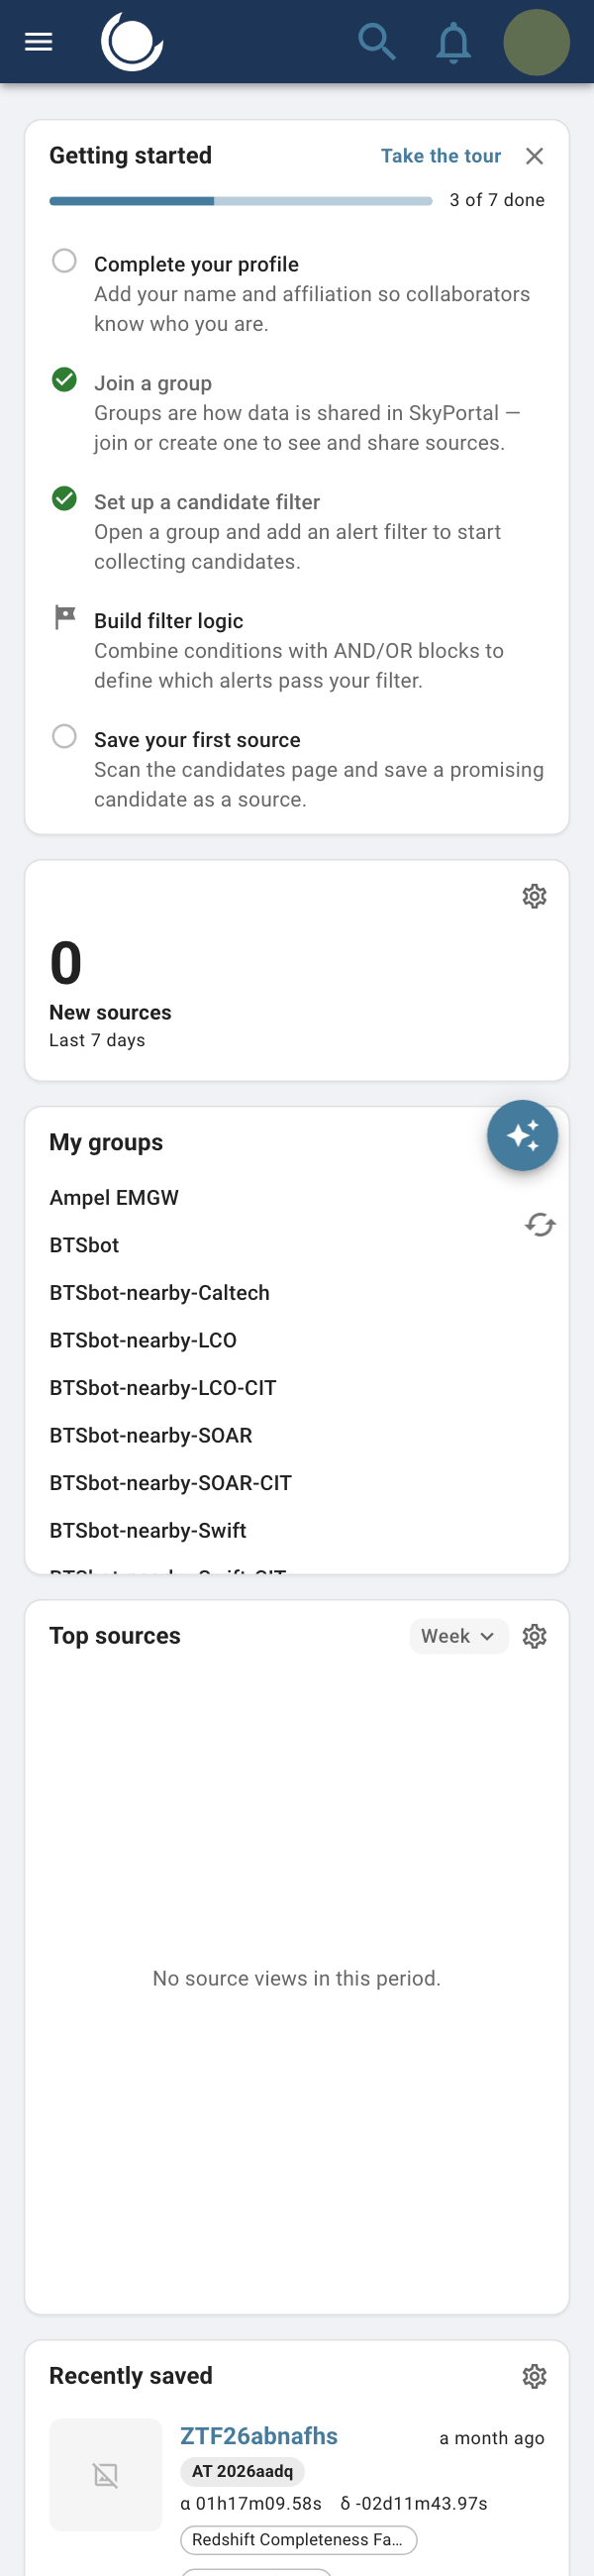 Getting started
Take the tour
3 of 7 done
Complete your profile
Add your name and affiliation so collaborators
know who you are.
Join a group
Groups are how data is shared in SkyPortal —
join or create one to see and share sources.
Set up a candidate filter
Open a group and add an alert filter to start
collecting candidates.
Build filter logic
Combine conditions with AND/OR blocks to
define which alerts pass your filter.
Save your first source
Scan the candidates page and save a promising
candidate as a source.
0
New sources
Last 7 days
My groups
Ampel EMGW
BTSbot
BTSbot-nearby-Caltech
BTSbot-nearby-LCO
BTSbot-nearby-LCO-CIT
BTSbot-nearby-SOAR
BTSbot-nearby-SOAR-CIT
BTSbot-nearby-Swift
BTSbot-nearby-Swift-CIT
Top sources
Week
No source views in this period.
Recently saved
ZTF26abnafhs
a month ago
AT 2026aadq
α 01h17m09.58s δ -02d11m43.97s
Redshift Completeness Fa...